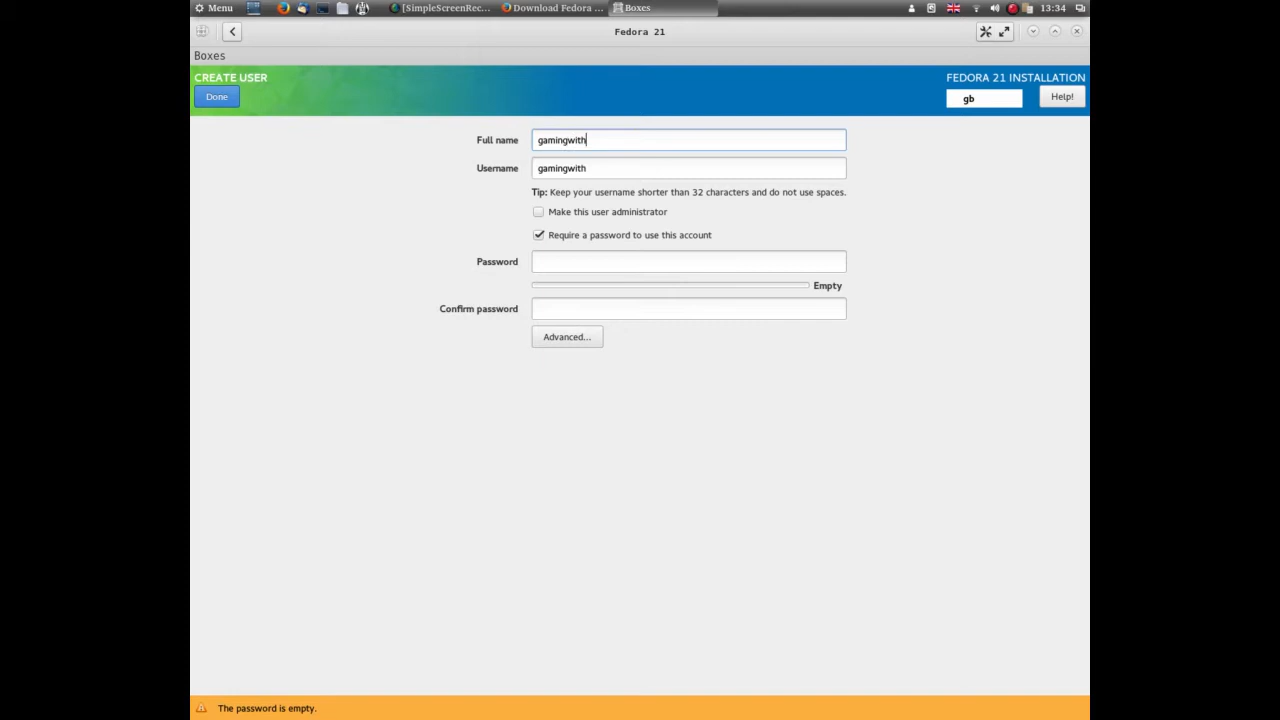 Menu [SimpleScreenRec... Download Fedora ... Boxes 13:34
Fedora 21
Boxes
CREATE USER FEDORA 21 INSTALLATION
Done gb Help!
Full name gamingwith
Username gamingwith
Tip: Keep your username shorter than 32 characters and do not use spaces.
Make this user administrator
Require a password to use this account
Password
Empty
Confirm password
Advanced...
The password is empty.